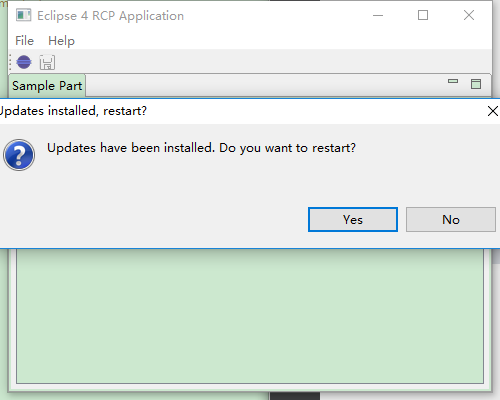 Eclipse 4 RCP Application
File Help
Sample Part
Updates installed, restart?
Updates have been installed. Do you want to restart?
Yes No